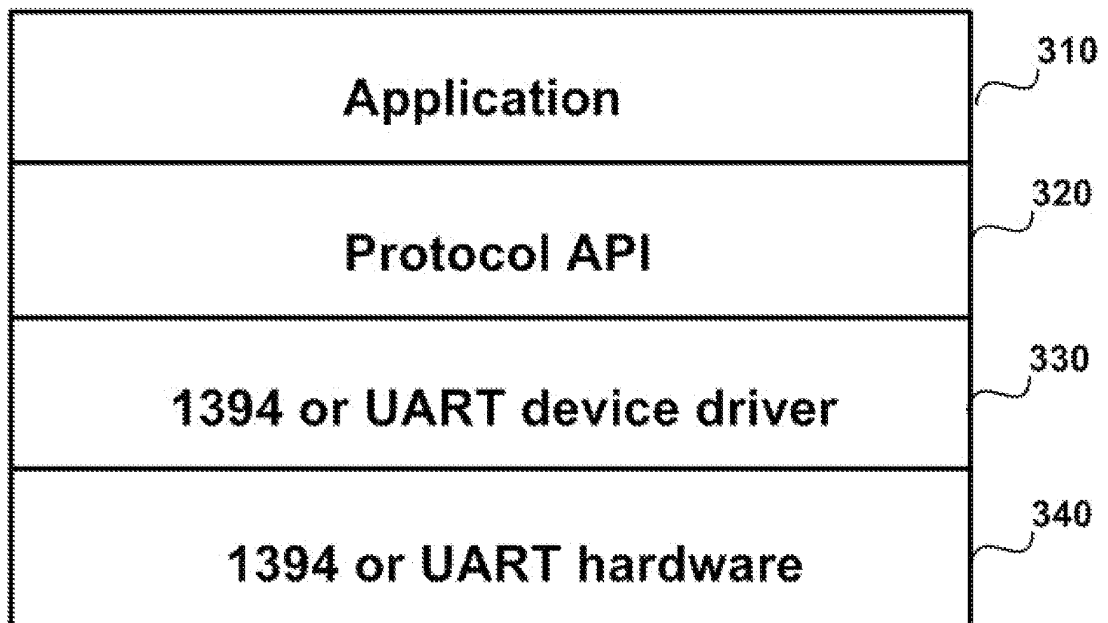 Application
310
Protocol API
320
1394 or UART device driver
330
1394 or UART hardware
340